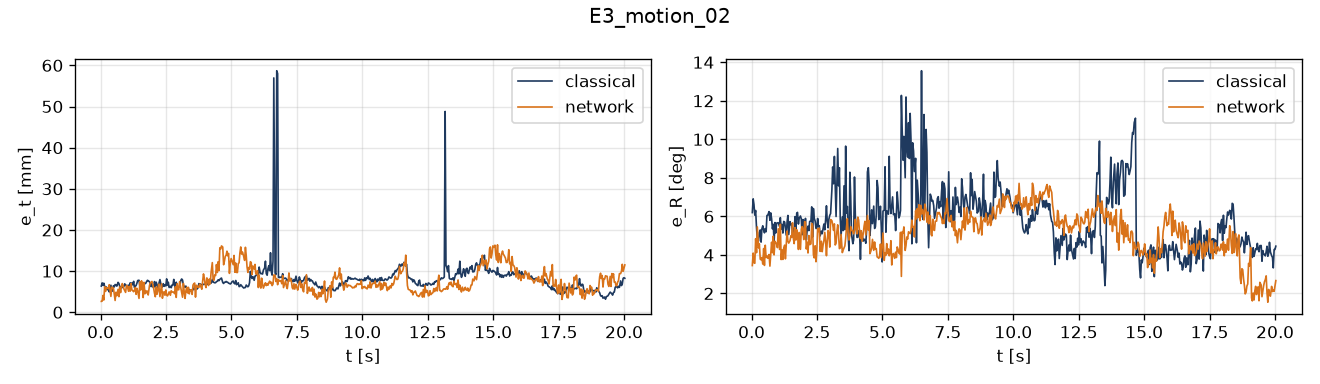 E3_motion_02
e_t [mm]
60
50
40
30
20
10
0
classical
network
0.0 2.5 5.0 7.5 10.0 12.5 15.0 17.5 20.0
t [s]
e_R [deg]
14
12
10
8
6
4
2
classical
network
0.0 2.5 5.0 7.5 10.0 12.5 15.0 17.5 20.0
t [s]